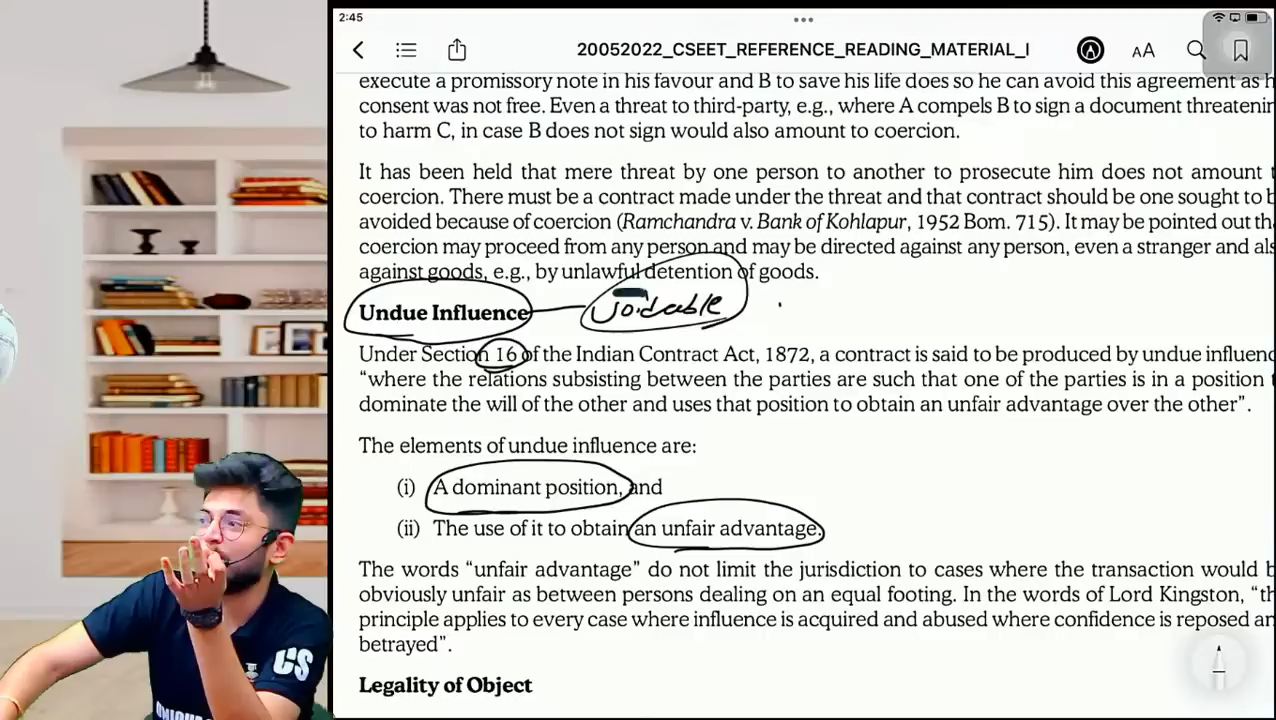 2:45
20052022_CSEET_REFERENCE_READING_MATERIAL_I
AA
execute a promissory note in his favour and B to save his life does so he can avoid this agreement as h
consent was not free. Even a threat to third-party, e.g., where A compels B to sign a document threatenin
to harm C, in case B does not sign would also amount to coercion.
It has been held that mere threat by one person to another to prosecute him does not amount t
coercion. There must be a contract made under the threat and that contract should be one sought to b
avoided because of coercion (Ramchandra v. Bank of Kohlapur, 1952 Bom. 715). It may be pointed out th
coercion may proceed from any person and may be directed against any person, even a stranger and als
against goods, e.g., by unlawful detention of goods.
Undue Influence voidable
Under Section 16 of the Indian Contract Act, 1872, a contract is said to be produced by undue influenc
“where the relations subsisting between the parties are such that one of the parties is in a position t
dominate the will of the other and uses that position to obtain an unfair advantage over the other”.
The elements of undue influence are:
(i) A dominant position, and
(ii) The use of it to obtain an unfair advantage.
The words “unfair advantage” do not limit the jurisdiction to cases where the transaction would b
obviously unfair as between persons dealing on an equal footing. In the words of Lord Kingston, “th
principle applies to every case where influence is acquired and abused where confidence is reposed an
betrayed”.
Legality of Object
CS